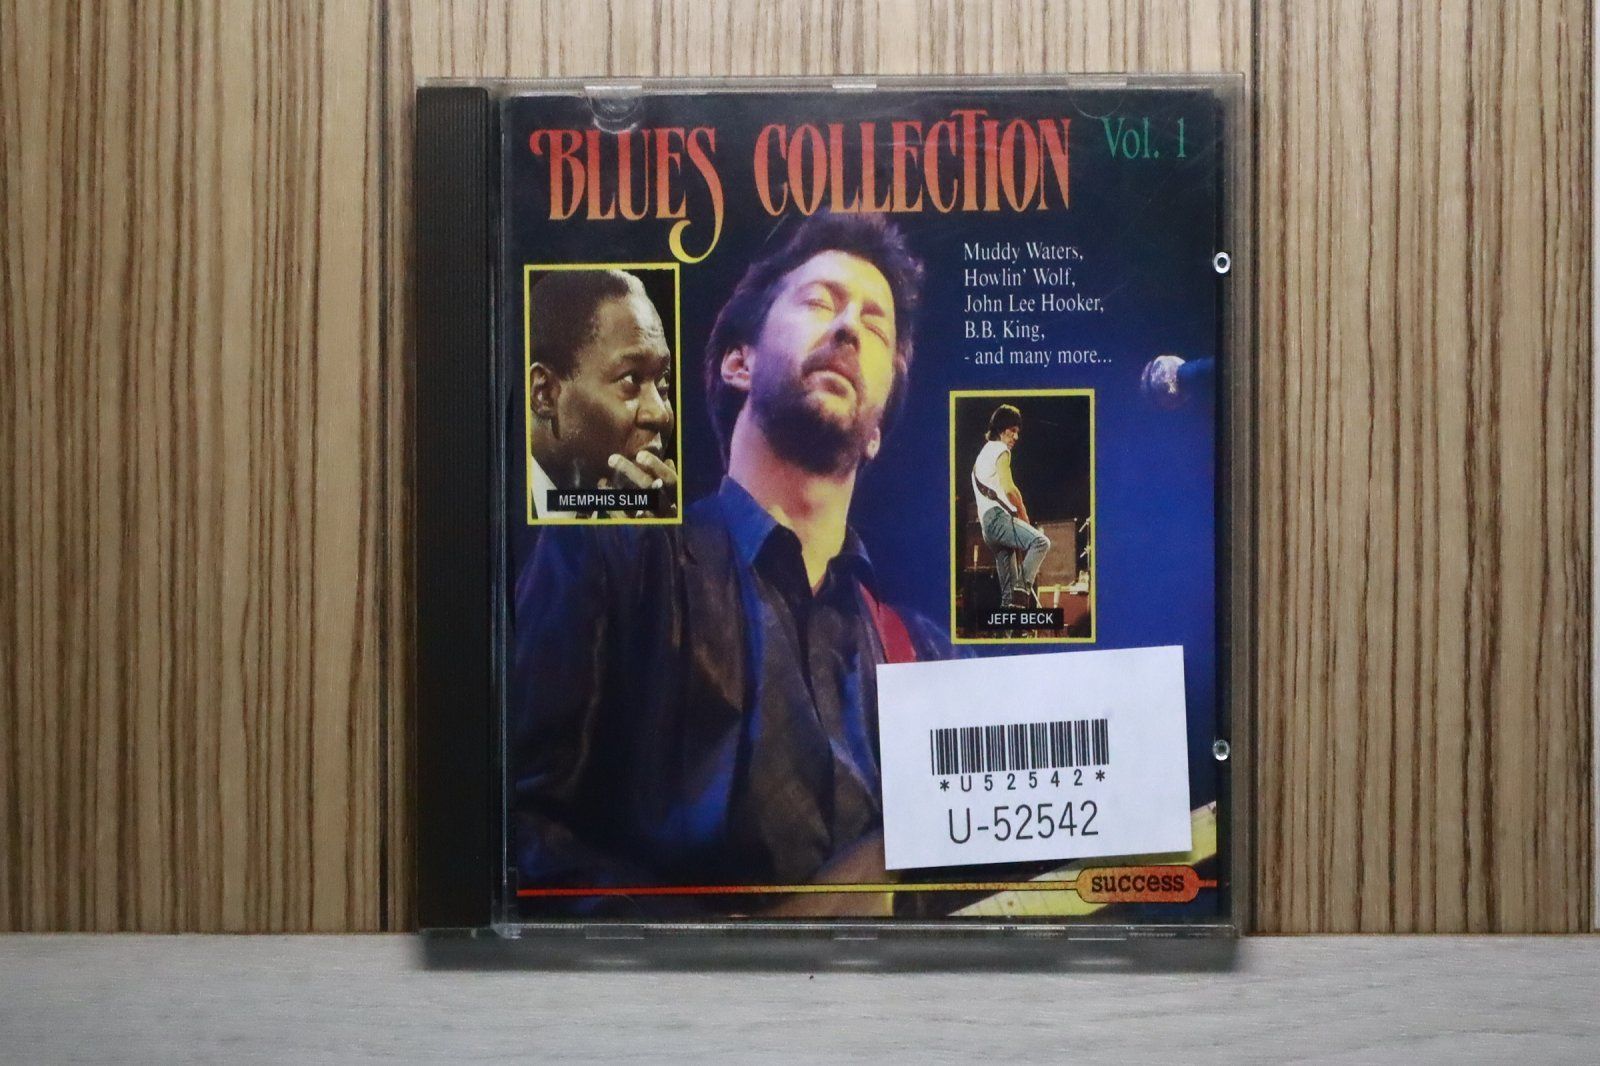 BLUES COLLECTION Vol. 1
Muddy Waters,
Howlin' Wolf,
John Lee Hooker,
B.B. King,
- and many more...
MEMPHIS SLIM
JEFF BECK
*U52542*
U-52542
success